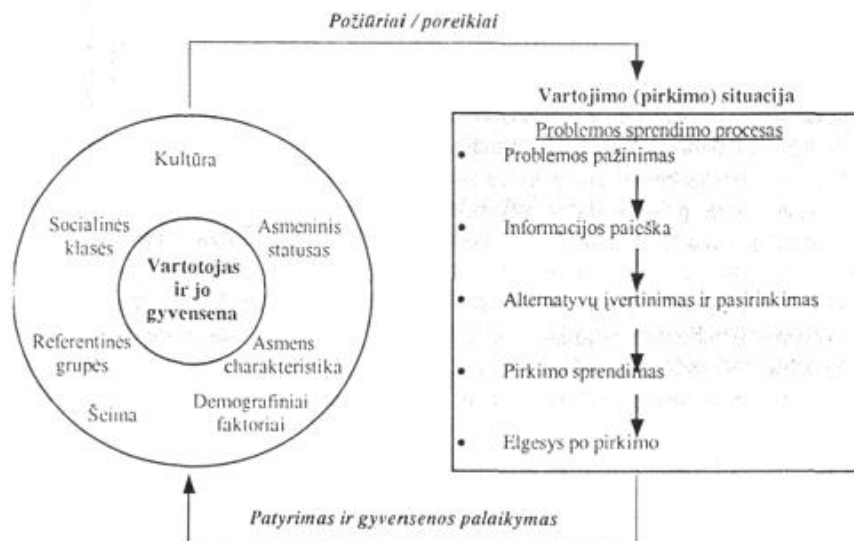 Požiūriai / poreikiai
Vartojimo (pirkimo) situacija
Problemos sprendimo procesas
• Problemos pažinimas
• Informacijos paieška
• Alternatyvų įvertinimas ir pasirinkimas
• Pirkimo sprendimas
• Elgesys po pirkimo
Kultūra
Socialinės
klasės
Asmeninis
statusas
Vartotojas
ir jo
gyvensena
Referentinės
grupės
Asmens
charakteristika
Šeima
Demografiniai
faktoriai
Patyrimas ir gyvensenos palaikymas